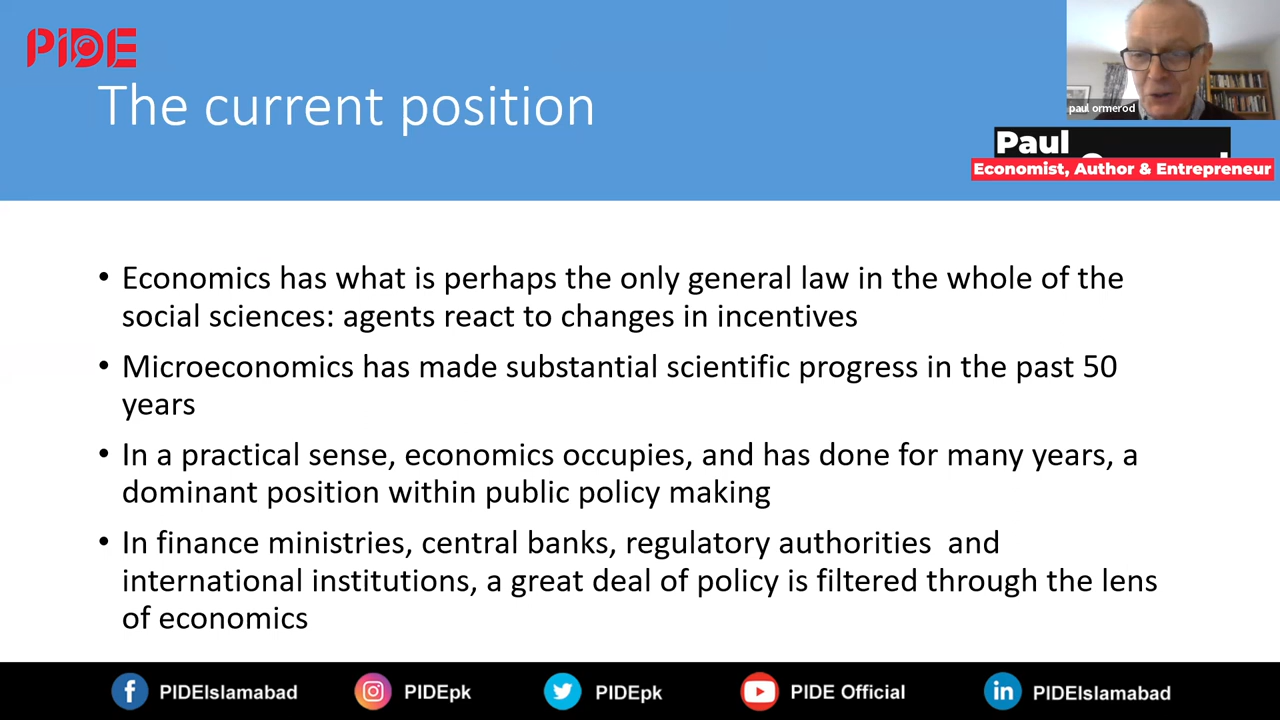 PIDE
The current position
paul ormerod
Paul
Economist, Author & Entrepreneur
• Economics has what is perhaps the only general law in the whole of the
social sciences: agents react to changes in incentives
• Microeconomics has made substantial scientific progress in the past 50
years
• In a practical sense, economics occupies, and has done for many years, a
dominant position within public policy making
• In finance ministries, central banks, regulatory authorities  and
international institutions, a great deal of policy is filtered through the lens
of economics
PIDEIslamabad
PIDEpk
PIDEpk
PIDE Official
PIDEIslamabad